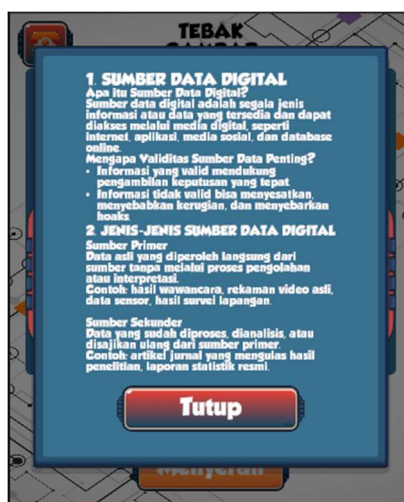 TEBAK
GAMBAR
1. SUMBER DATA DIGITAL
Apa itu Sumber Data Digital?
Sumber data digital adalah segala jenis
informasi atau data yang tersedia dan dapat
diakses melalui media digital, seperti
internet, aplikasi, media sosial, dan database
online.
Mengapa Validitas Sumber Data Penting?
• Informasi yang valid mendukung
pengambilan keputusan yang tepat.
• Informasi tidak valid bisa menyesatkan,
menyebabkan kerugian, dan menyebarkan
hoaks.
2. JENIS-JENIS SUMBER DATA DIGITAL
Sumber Primer
Data asli yang diperoleh langsung dari
sumber tanpa melalui proses pengolahan
atau interpretasi.
Contoh: hasil wawancara, rekaman video asli,
data sensor, hasil survei lapangan.
Sumber Sekunder
Data yang sudah diproses, dianalisis, atau
disajikan ulang dari sumber primer.
Contoh: artikel jurnal yang mengulas hasil
penelitian, laporan statistik resmi.
Tutup
Menyerah